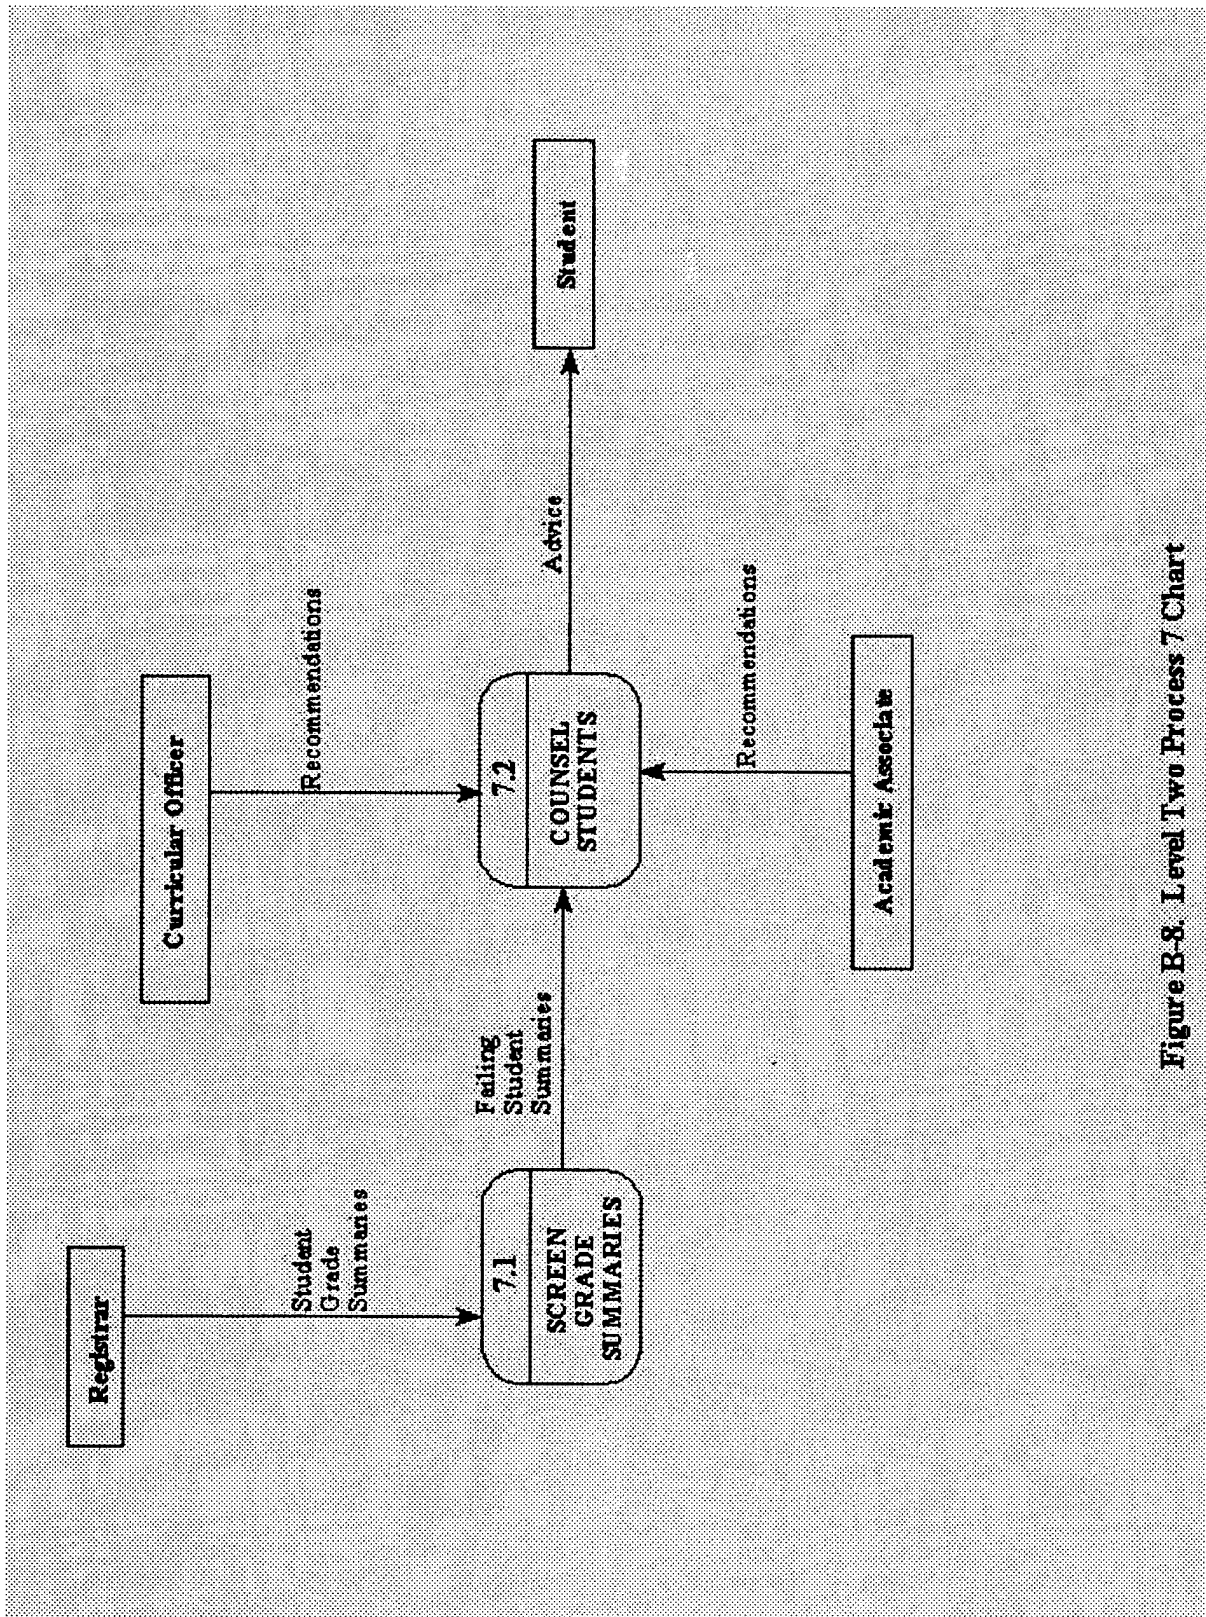 Registrar
Student
Grade
Summaries
7.1
SCREEN
GRADE
SUMMARIES
Failing
Student
Summaries
Curricular Officer
Recommendations
7.2
COUNSEL
STUDENTS
Recommendations
Academic Associate
Advice
Student
Figure B-8. Level Two Process 7 Chart